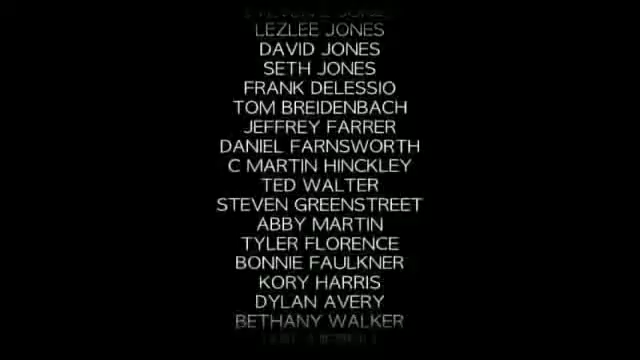 LEZLEE JONES
DAVID JONES
SETH JONES
FRANK DELESSIO
TOM BREIDENBACH
JEFFREY FARRER
DANIEL FARNSWORTH
C MARTIN HINCKLEY
TED WALTER
STEVEN GREENSTREET
ABBY MARTIN
TYLER FLORENCE
BONNIE FAULKNER
KORY HARRIS
DYLAN AVERY
BETHANY WALKER